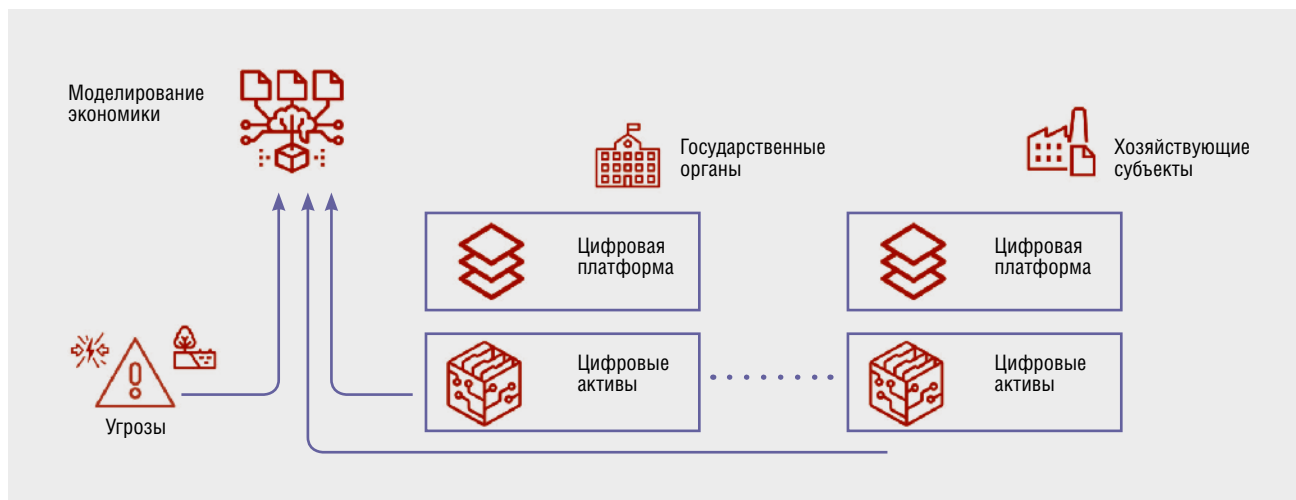 Моделирование
экономики
Государственные
органы
Хозяйствующие
субъекты
Цифровая
платформа
Цифровая
платформа
Цифровые
активы
Цифровые
активы
Угрозы